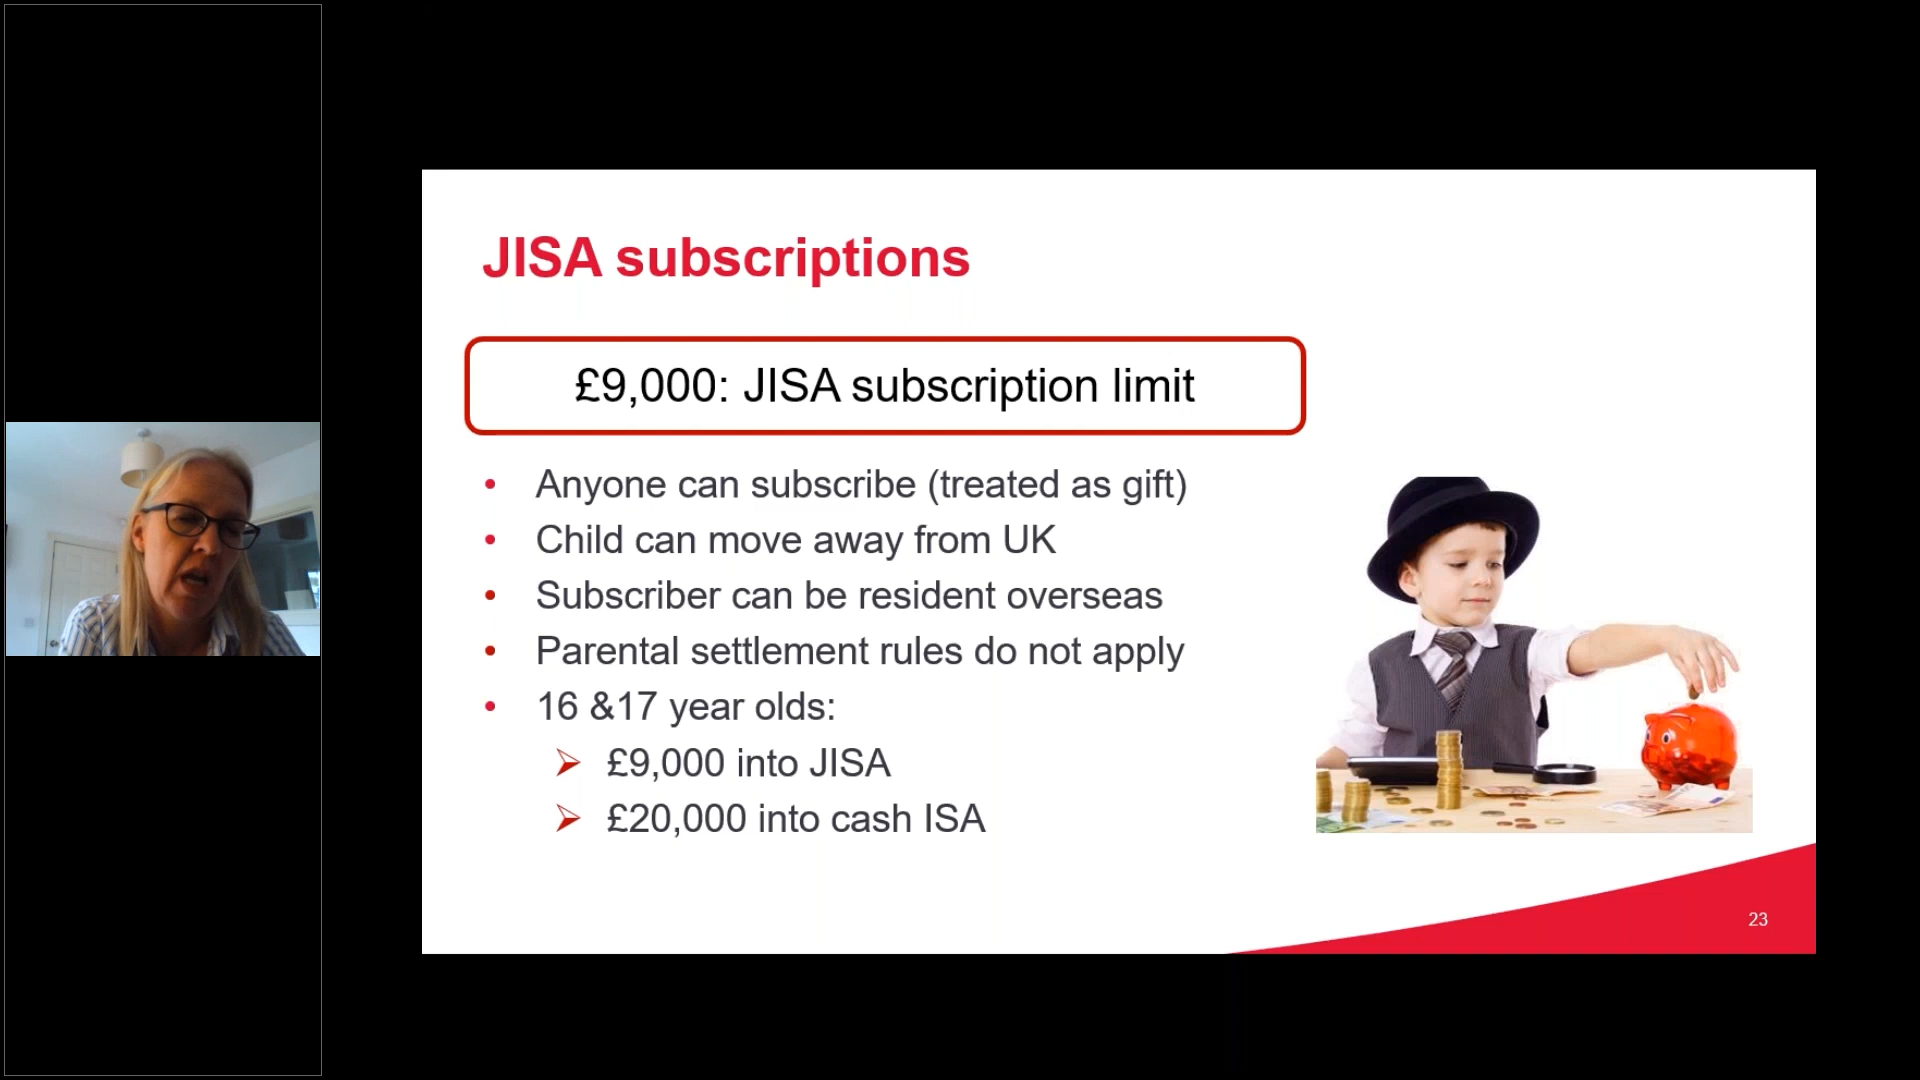 JISA subscriptions
£9,000: JISA subscription limit
• Anyone can subscribe (treated as gift)
• Child can move away from UK
• Subscriber can be resident overseas
• Parental settlement rules do not apply
• 16 &17 year olds:
➢ £9,000 into JISA
➢ £20,000 into cash ISA
23